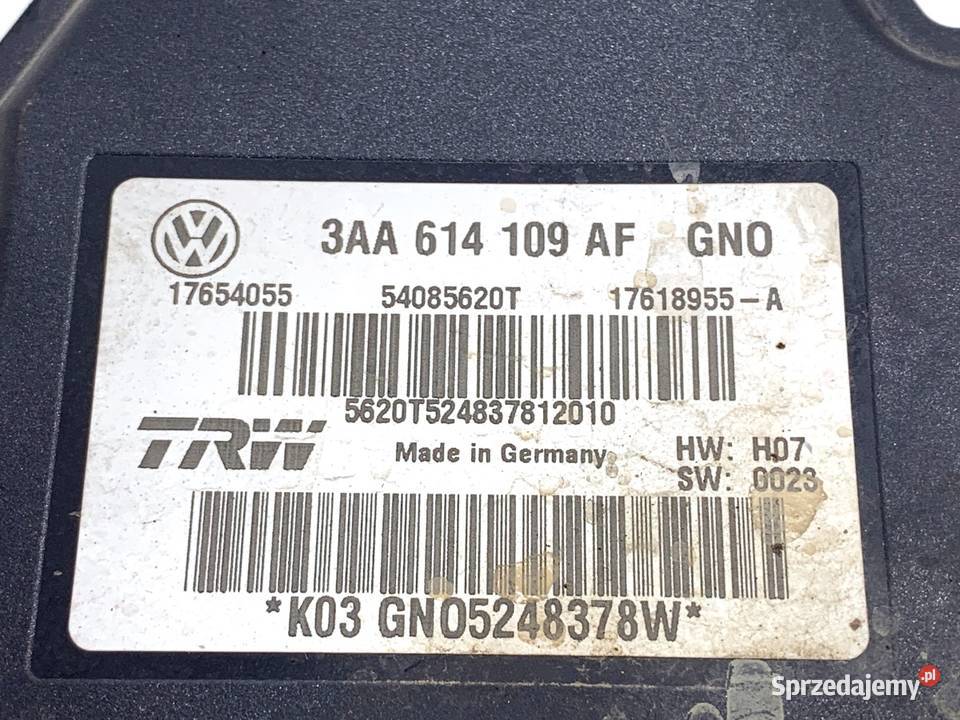 3AA 614 109 AF GNO
17654055 54085620T 17618955-A
5620T524837812010
TRW Made in Germany HW: H07
SW: 0023
*K03 GNO5248378W*
Sprzedajemy.pl